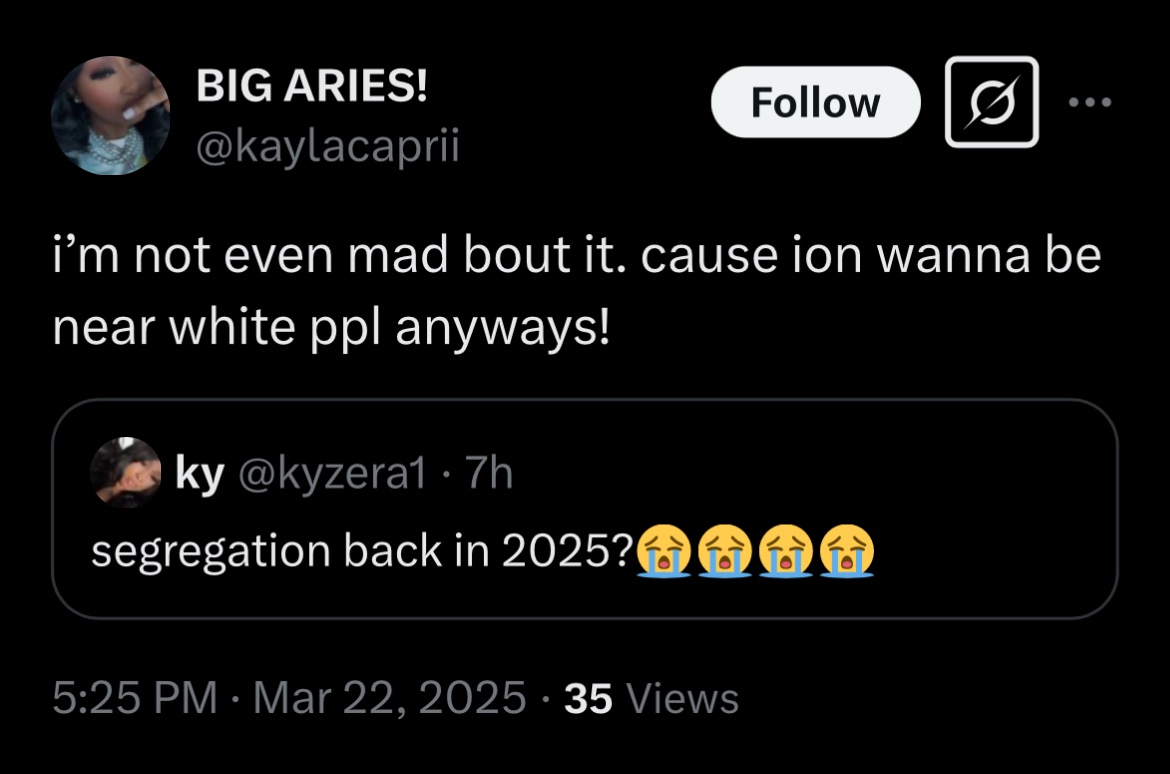 BIG ARIES!
@kaylacaprii
Follow
i’m not even mad bout it. cause ion wanna be
near white ppl anyways!
ky @kyzera1 · 7h
segregation back in 2025?😭😭😭😭
5:25 PM · Mar 22, 2025 · 35 Views